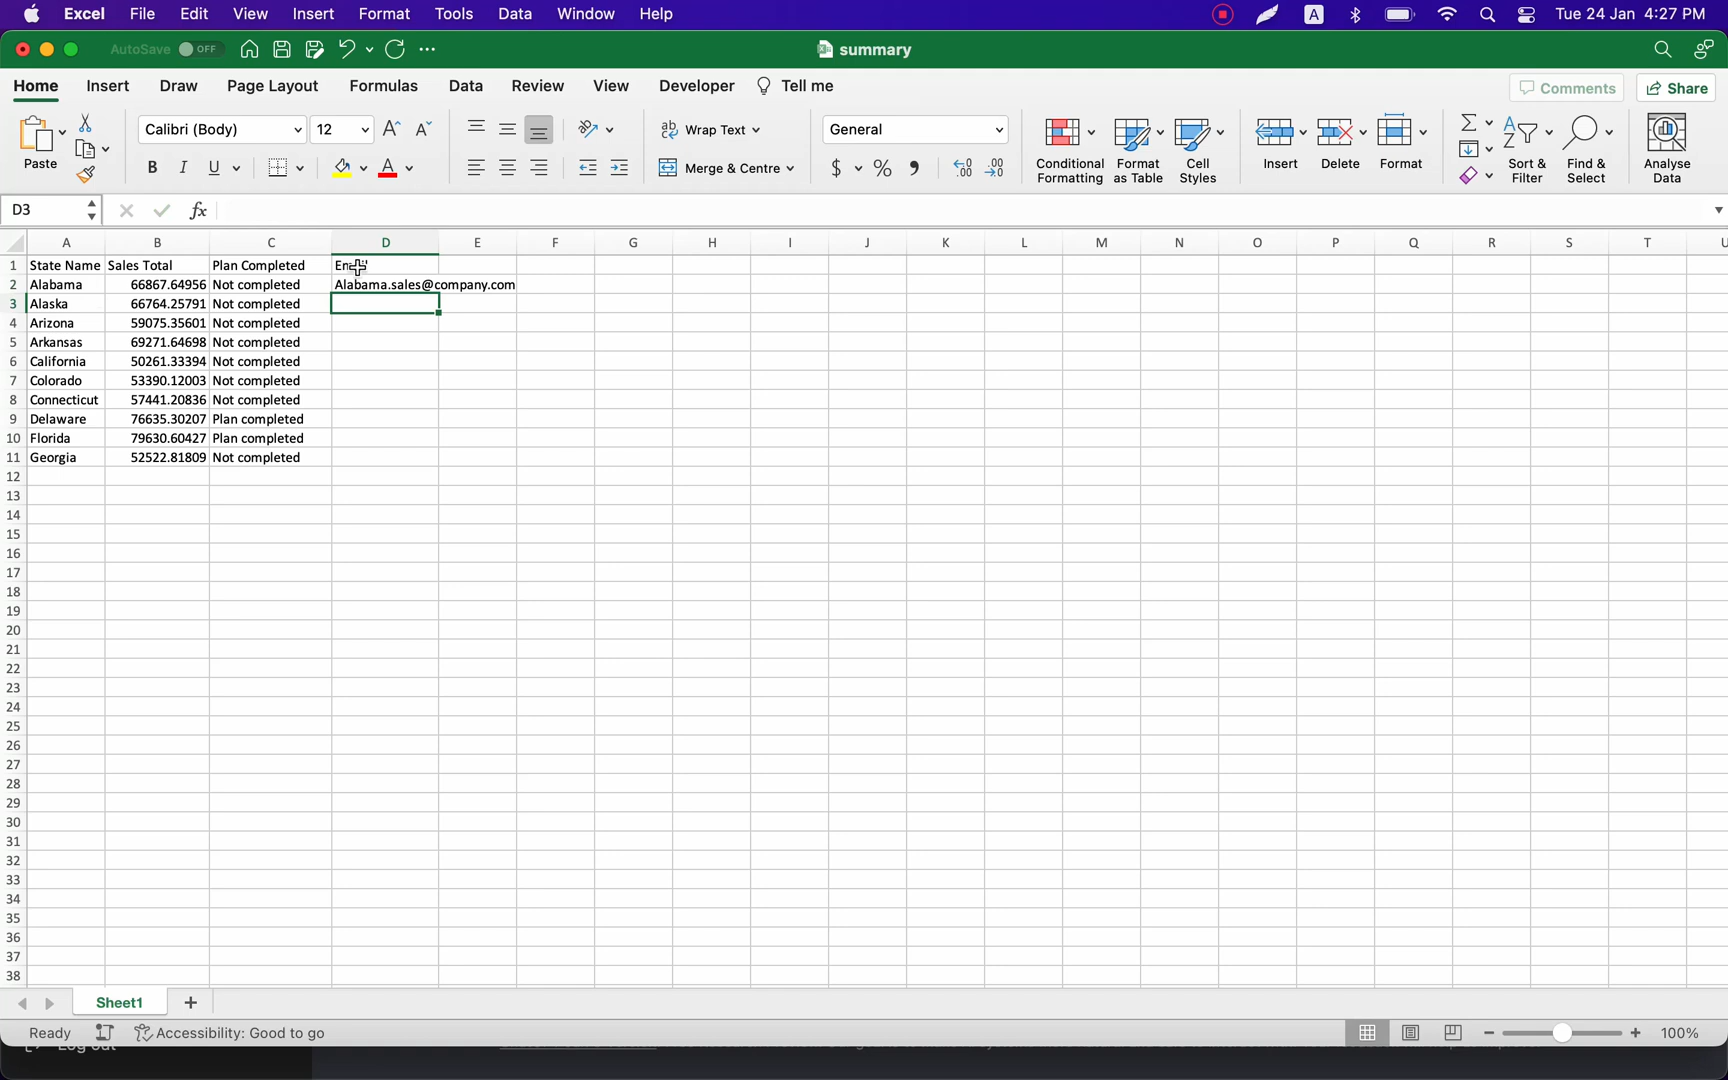 Excel File Edit View Insert Format Tools Data Window Help A Tue 24 Jan 4:27 PM
AutoSave OFF summary
Home Insert Draw Page Layout Formulas Data Review View Developer Tell me Comments Share
Paste Calibri (Body) 12 Wrap Text General Conditional Formatting Format as Table Cell Styles Insert Delete Format Sort & Filter Find & Select Analyse Data
B I U Merge & Centre
D3 fx
A B C D E F G H I J K L M N O P Q R S T U
1 State Name Sales Total Plan Completed
2 Alabama 66867.64956 Not completed Alabama.sales@company.com
3 Alaska 66764.25791 Not completed
4 Arizona 59075.35601 Not completed
5 Arkansas 69271.64698 Not completed
6 California 50261.33394 Not completed
7 Colorado 53390.12003 Not completed
8 Connecticut 57441.20836 Not completed
9 Delaware 76635.30207 Plan completed
10 Florida 79630.60427 Plan completed
11 Georgia 52522.81809 Not completed
12
13
14
15
16
17
18
19
20
21
22
23
24
25
26
27
28
29
30
31
32
33
34
35
36
37
38
Sheet1
Ready Accessibility: Good to go 100%